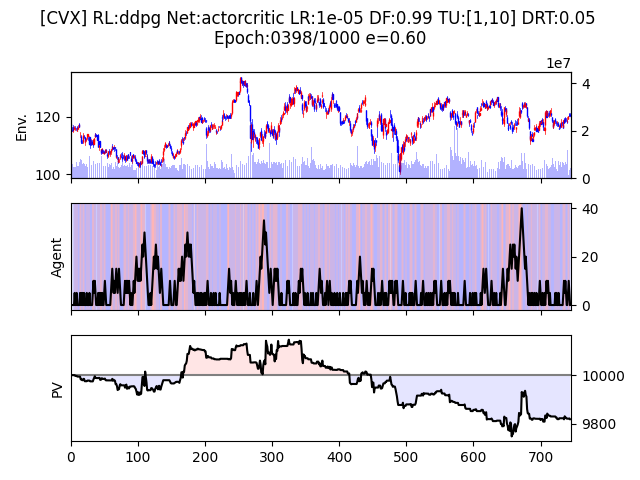 [CVX] RL:ddpg Net:actorcritic LR:1e-05 DF:0.99 TU:[1,10] DRT:0.05
Epoch:0398/1000 e=0.60
1e7
Env.
120
100
4
2
0
Agent
40
20
0
PV
10000
9800
0 100 200 300 400 500 600 700